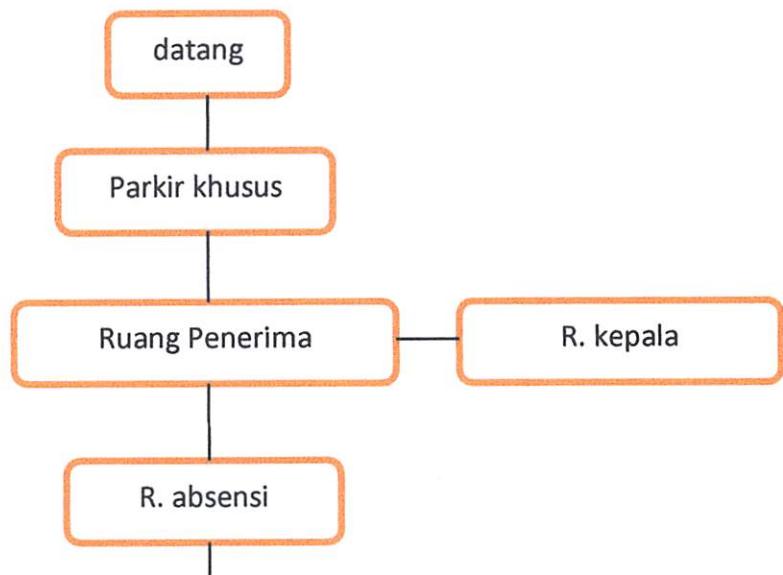 datang
Parkir khusus
Ruang Penerima
R. kepala
R. absensi